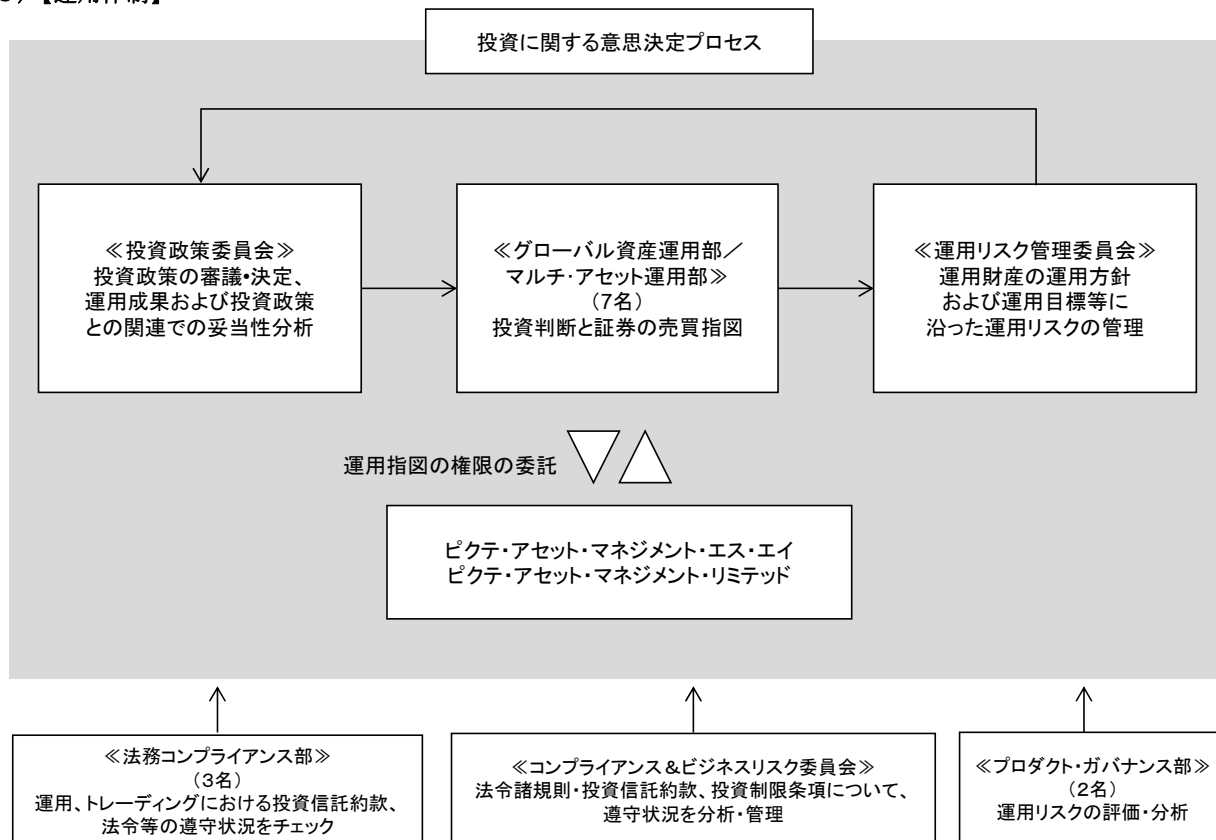 【運用体制】
投資に関する意思決定プロセス
≪投資政策委員会≫
投資政策の審議・決定、
運用成果および投資政策
との関連での妥当性分析
≪グローバル資産運用部／
マルチ・アセット運用部≫
（7名）
投資判断と証券の売買指図
≪運用リスク管理委員会≫
運用財産の運用方針
および運用目標等に
沿った運用リスクの管理
運用指図の権限の委託
ピクテ・アセット・マネジメント・エス・エイ
ピクテ・アセット・マネジメント・リミテッド
≪法務コンプライアンス部≫
（3名）
運用、トレーディングにおける投資信託約款、
法令等の遵守状況をチェック
≪コンプライアンス＆ビジネスリスク委員会≫
法令諸規則・投資信託約款、投資制限条項について、
遵守状況を分析・管理
≪プロダクト・ガバナンス部≫
（2名）
運用リスクの評価・分析